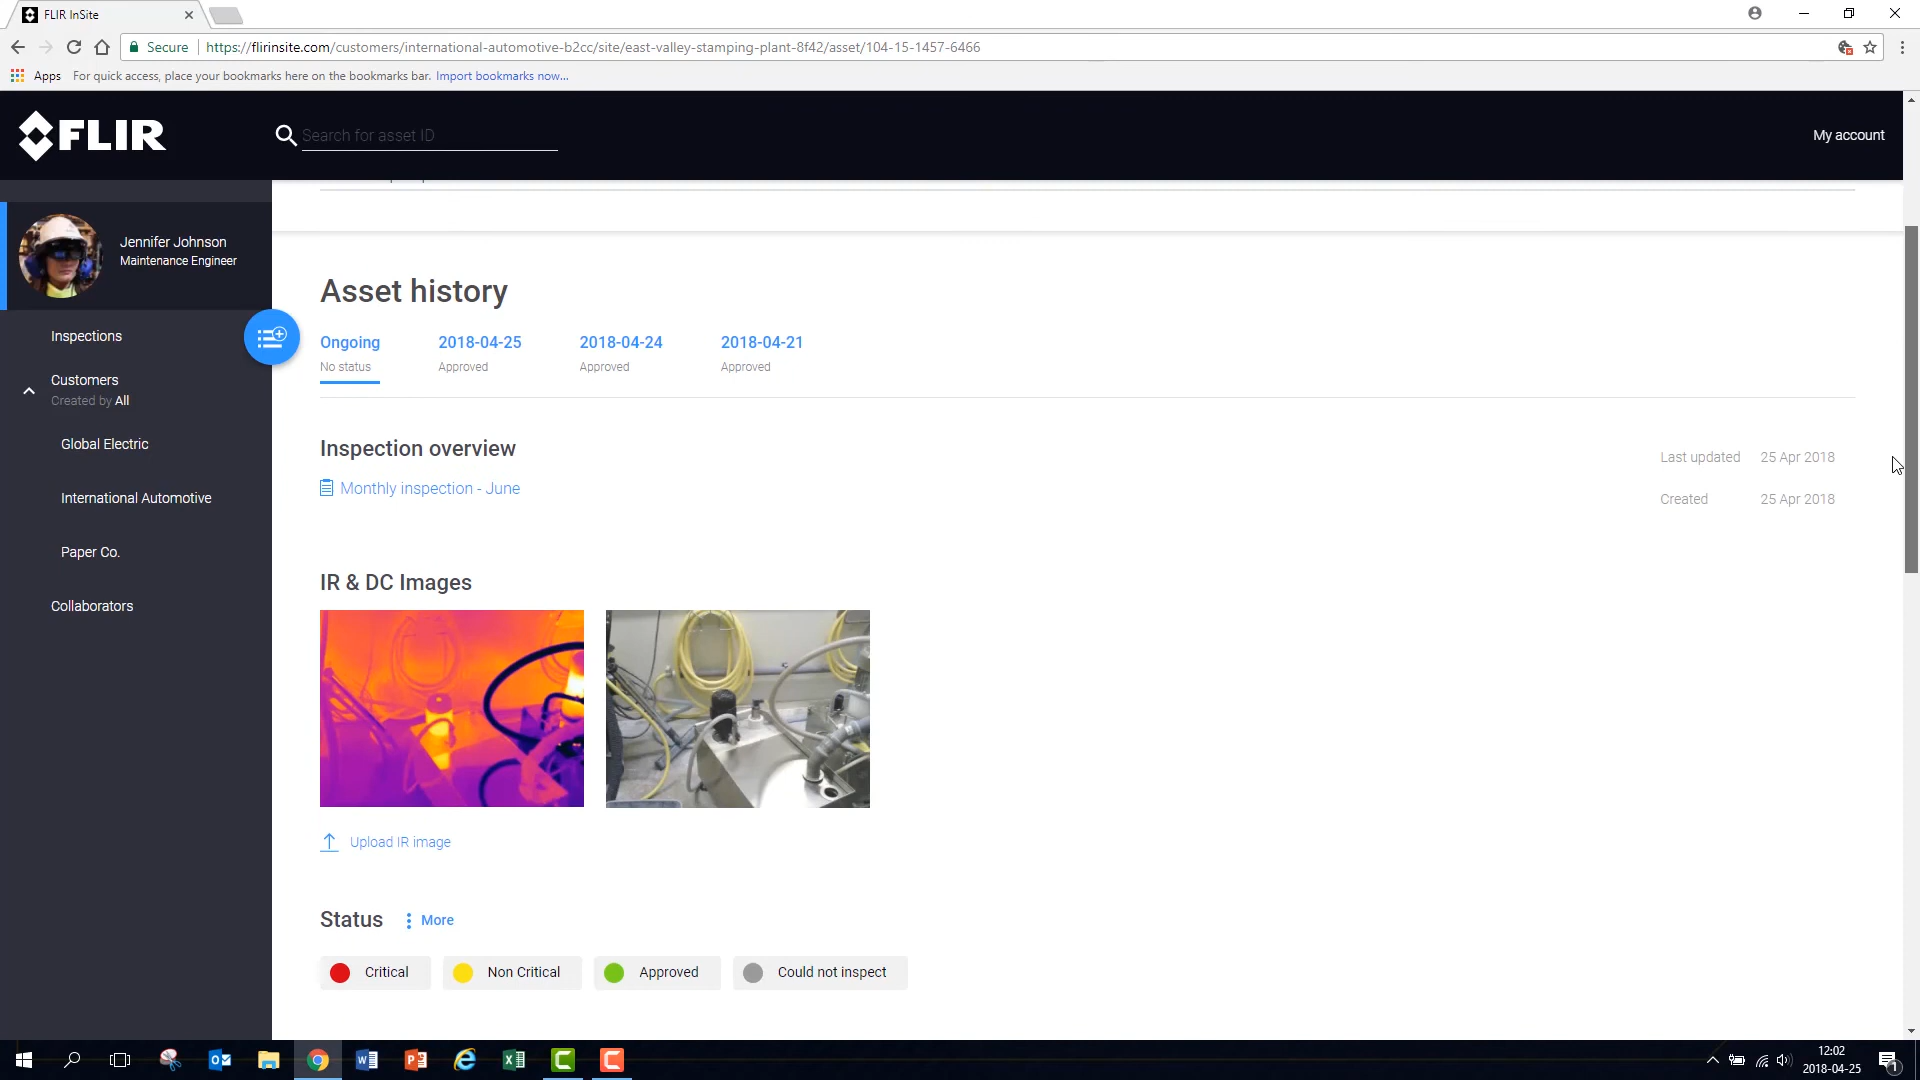 FLIR InSite
Secure https://flirinsite.com/customers/international-automotive-b2cc/site/east-valley-stamping-plant-8f42/asset/104-15-1457-6466
Apps For quick access, place your bookmarks here on the bookmarks bar. Import bookmarks now...
FLIR
Search for asset ID
My account
Jennifer Johnson
Maintenance Engineer
Inspections
Customers
Created by All
Global Electric
International Automotive
Paper Co.
Collaborators
Asset history
Ongoing 2018-04-25 2018-04-24 2018-04-21
No status Approved Approved Approved
Inspection overview
Last updated 25 Apr 2018
Monthly inspection - June
Created 25 Apr 2018
IR & DC Images
Upload IR image
Status More
Critical Non Critical Approved Could not inspect
12:02
2018-04-25
1